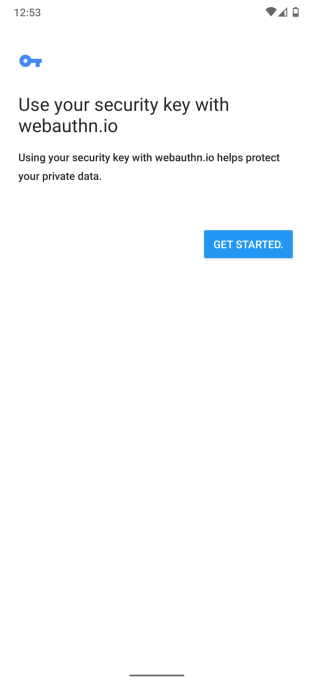 12:53
Use your security key with
webauthn.io
Using your security key with webauthn.io helps protect
your private data.
GET STARTED.